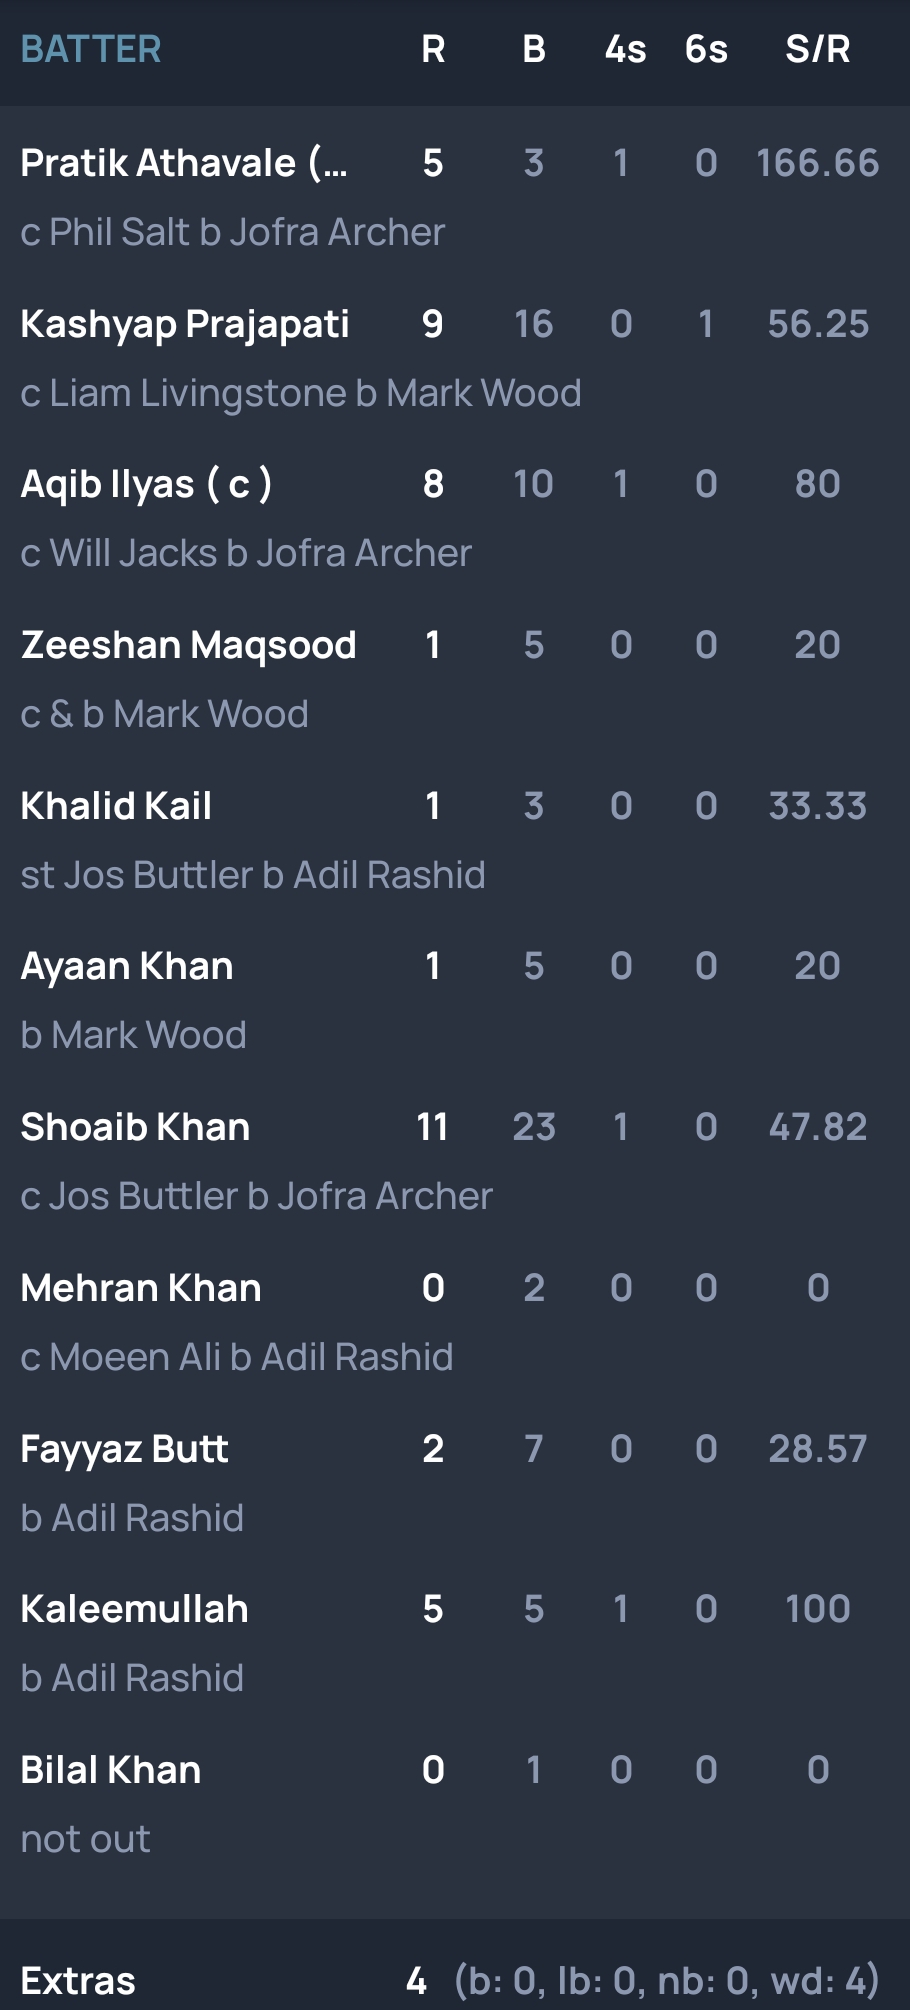 BATTER R B 4s 6s S/R
Pratik Athavale (... 5 3 1 0 166.66
c Phil Salt b Jofra Archer
Kashyap Prajapati 9 16 0 1 56.25
c Liam Livingstone b Mark Wood
Aqib Ilyas ( c ) 8 10 1 0 80
c Will Jacks b Jofra Archer
Zeeshan Maqsood 1 5 0 0 20
c & b Mark Wood
Khalid Kail 1 3 0 0 33.33
st Jos Buttler b Adil Rashid
Ayaan Khan 1 5 0 0 20
b Mark Wood
Shoaib Khan 11 23 1 0 47.82
c Jos Buttler b Jofra Archer
Mehran Khan 0 2 0 0 0
c Moeen Ali b Adil Rashid
Fayyaz Butt 2 7 0 0 28.57
b Adil Rashid
Kaleemullah 5 5 1 0 100
b Adil Rashid
Bilal Khan 0 1 0 0 0
not out
Extras 4 (b: 0, lb: 0, nb: 0, wd: 4)